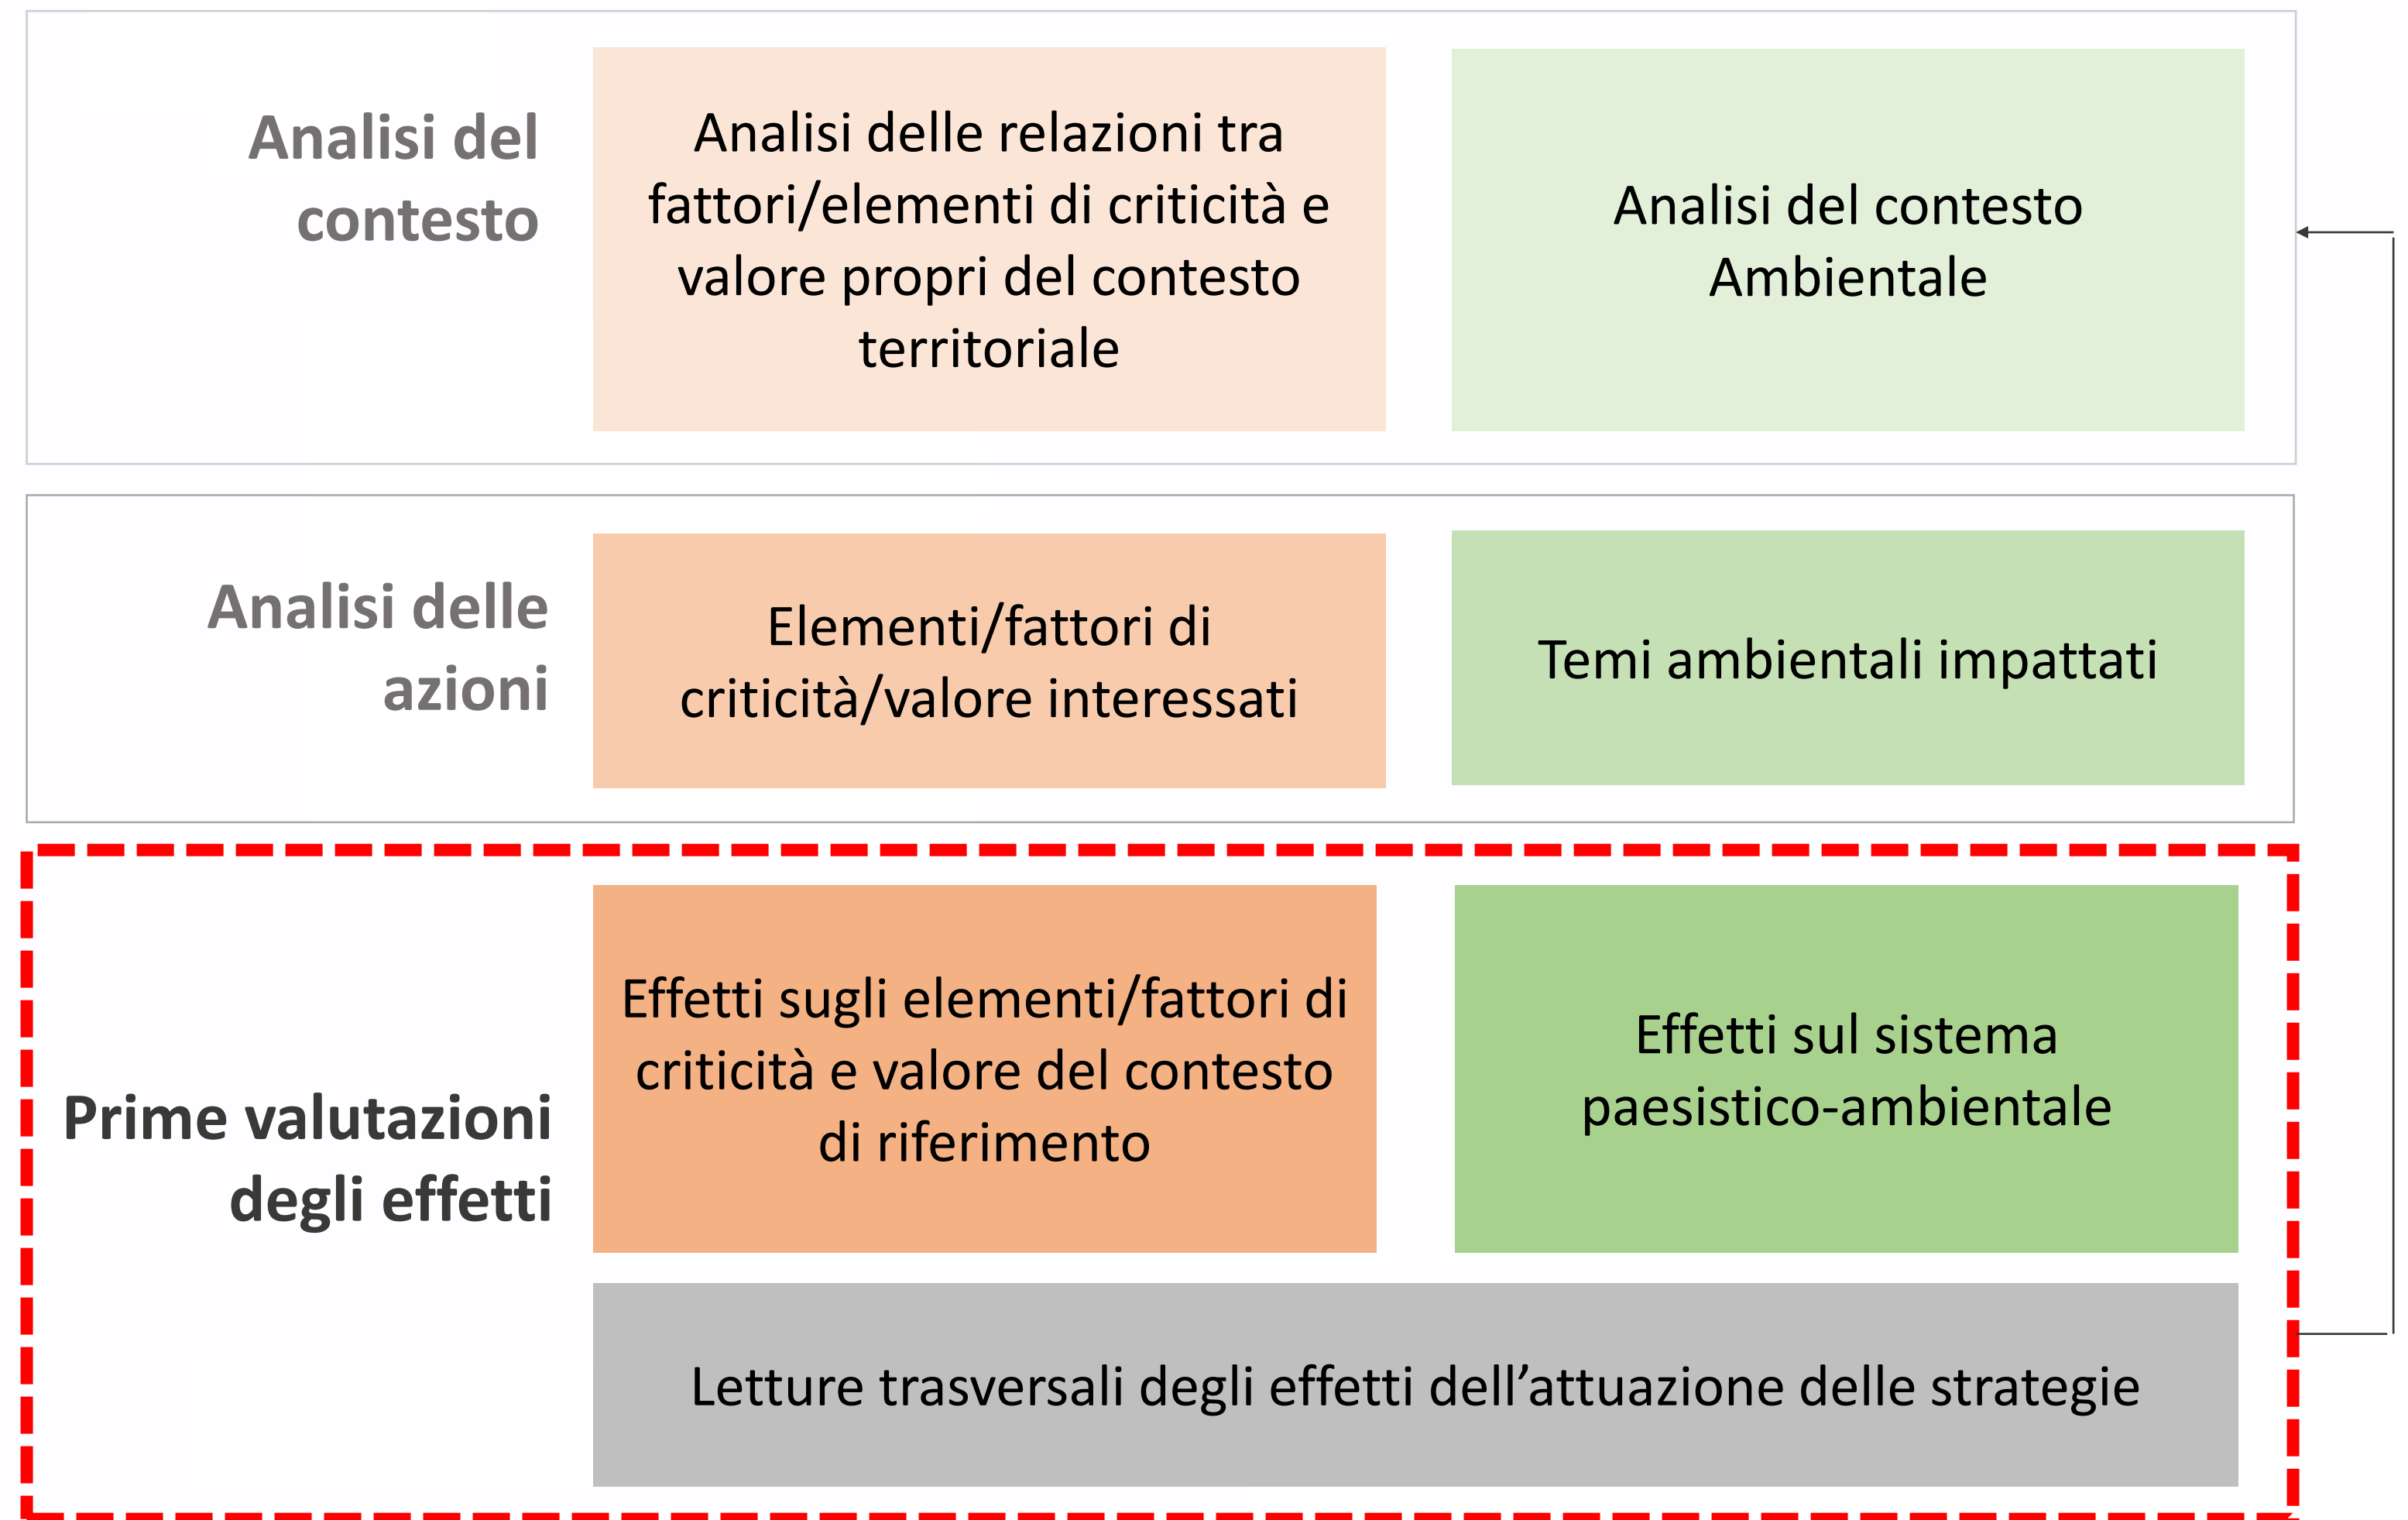 Analisi del
contesto
Analisi delle relazioni tra
fattori/elementi di criticità e
valore propri del contesto
territoriale
Analisi del contesto
Ambientale
Analisi delle
azioni
Elementi/fattori di
criticità/valore interessati
Temi ambientali impattati
Prime valutazioni
degli effetti
Effetti sugli elementi/fattori di
criticità e valore del contesto
di riferimento
Effetti sul sistema
paesistico-ambientale
Letture trasversali degli effetti dell’attuazione delle strategie